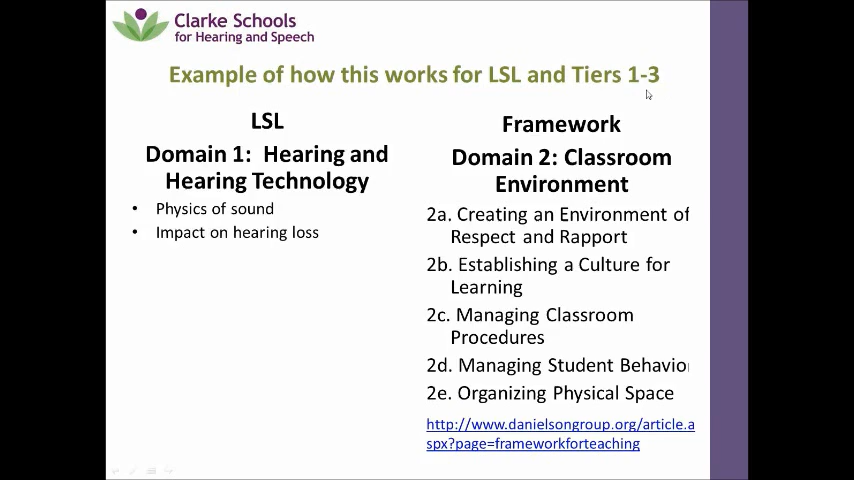 Clarke Schools
for Hearing and Speech
Example of how this works for LSL and Tiers 1-3
LSL
Domain 1: Hearing and
Hearing Technology
• Physics of sound
• Impact on hearing loss
Framework
Domain 2: Classroom
Environment
2a. Creating an Environment of
Respect and Rapport
2b. Establishing a Culture for
Learning
2c. Managing Classroom
Procedures
2d. Managing Student Behavior
2e. Organizing Physical Space
http://www.danielsongroup.org/article.a
spx?page=frameworkforteaching